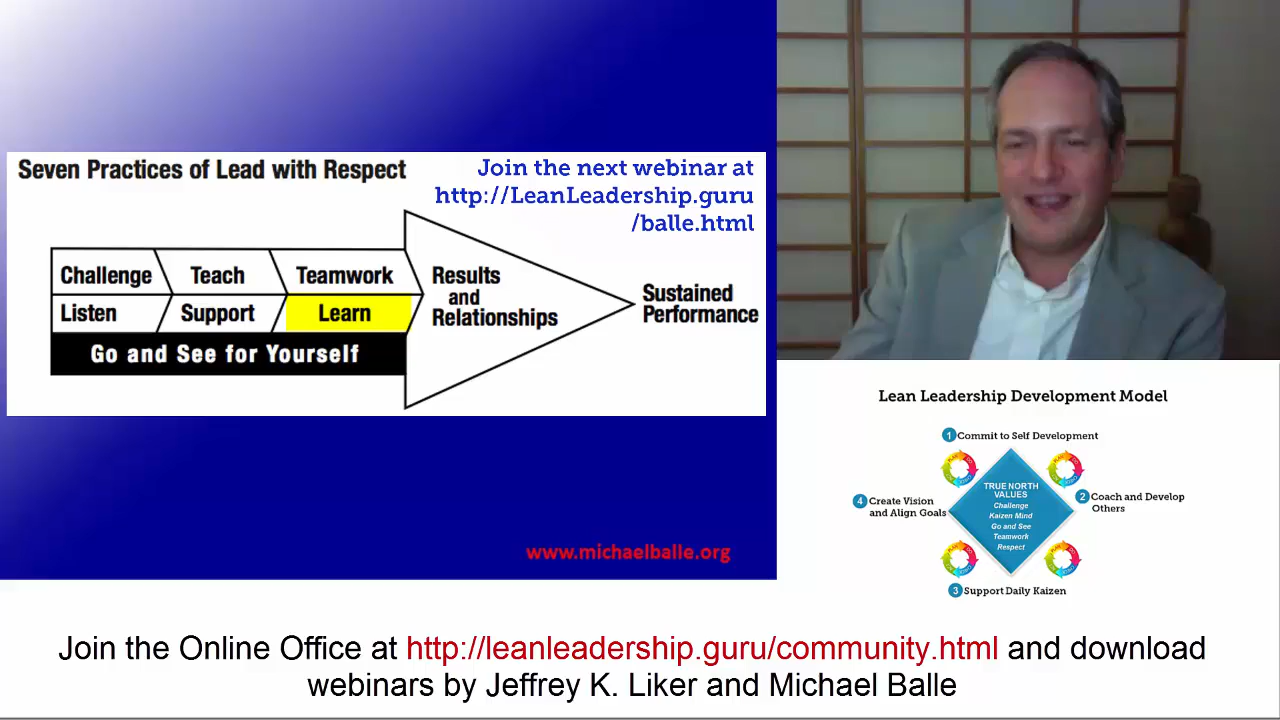 Seven Practices of Lead with Respect
Join the next webinar at
http://LeanLeadership.guru
/balle.html
Challenge Teach Teamwork
Listen Support Learn
Go and See for Yourself
Results
and
Relationships
Sustained
Performance
www.michaelballe.org
Lean Leadership Development Model
1 Commit to Self Development
2 Coach and Develop
Others
3 Support Daily Kaizen
4 Create Vision
and Align Goals
TRUE NORTH
VALUES
Challenge
Kaizen Mind
Go and See
Teamwork
Respect
Join the Online Office at http://leanleadership.guru/community.html and download
webinars by Jeffrey K. Liker and Michael Balle